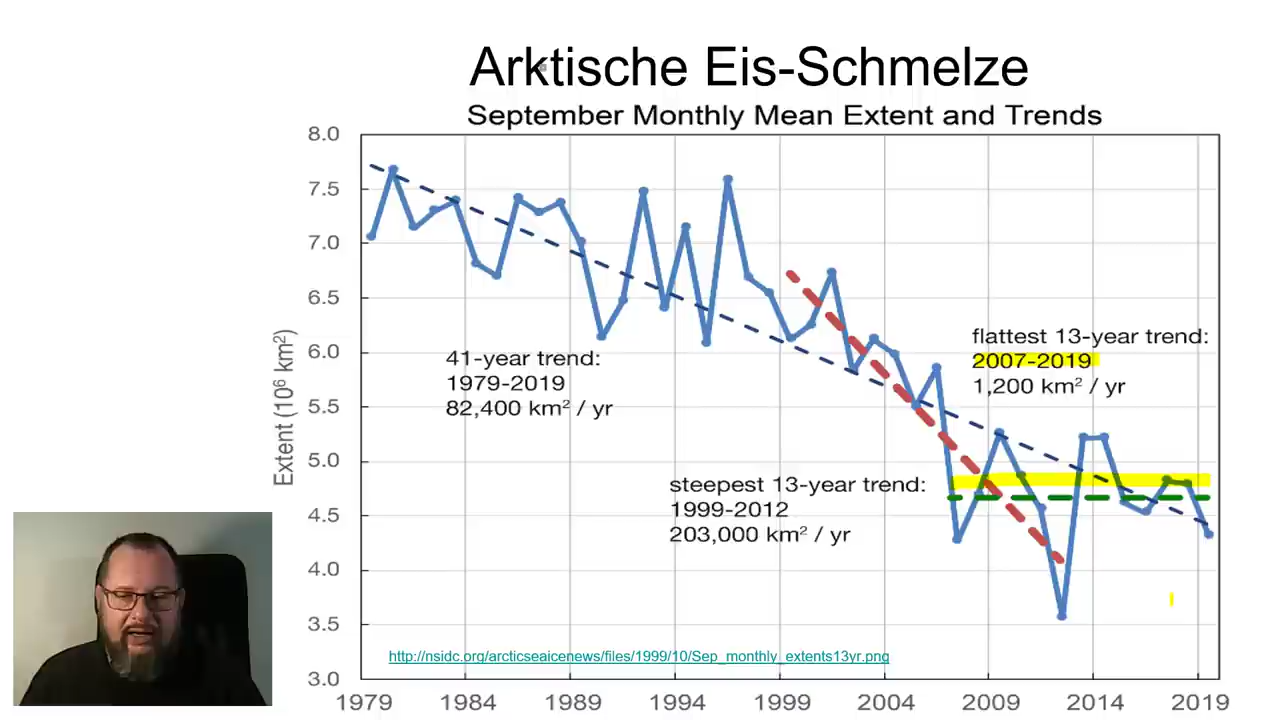 Arktische Eis-Schmelze
September Monthly Mean Extent and Trends
8.0
7.5
7.0
6.5
6.0
5.5
5.0
4.5
4.0
3.5
3.0
Extent (10⁶ km²)
41-year trend:
1979-2019
82,400 km² / yr
flattest 13-year trend:
2007-2019
1,200 km² / yr
steepest 13-year trend:
1999-2012
203,000 km² / yr
http://nsidc.org/arcticseaicenews/files/1999/10/Sep_monthly_extents13yr.png
1979 1984 1989 1994 1999 2004 2009 2014 2019